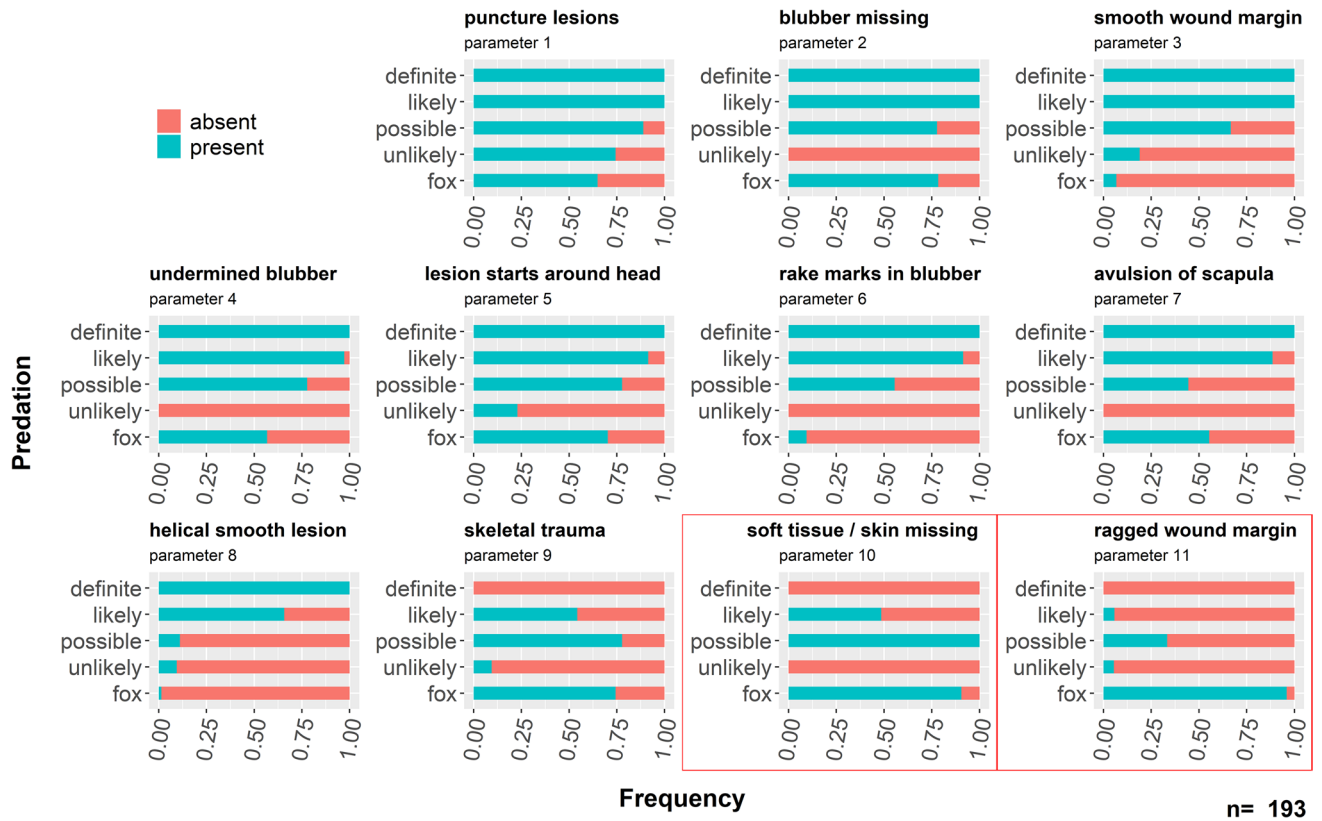 puncture lesions
parameter 1
definite
likely
possible
unlikely
fox
0.00 0.25 0.50 0.75 1.00
blubber missing
parameter 2
definite
likely
possible
unlikely
fox
0.00 0.25 0.50 0.75 1.00
smooth wound margin
parameter 3
definite
likely
possible
unlikely
fox
0.00 0.25 0.50 0.75 1.00
absent
present
undermined blubber
parameter 4
definite
likely
possible
unlikely
fox
0.00 0.25 0.50 0.75 1.00
lesion starts around head
parameter 5
definite
likely
possible
unlikely
fox
0.00 0.25 0.50 0.75 1.00
rake marks in blubber
parameter 6
definite
likely
possible
unlikely
fox
0.00 0.25 0.50 0.75 1.00
avulsion of scapula
parameter 7
definite
likely
possible
unlikely
fox
0.00 0.25 0.50 0.75 1.00
Predation
helical smooth lesion
parameter 8
definite
likely
possible
unlikely
fox
0.00 0.25 0.50 0.75 1.00
skeletal trauma
parameter 9
definite
likely
possible
unlikely
fox
0.00 0.25 0.50 0.75 1.00
soft tissue / skin missing
parameter 10
definite
likely
possible
unlikely
fox
0.00 0.25 0.50 0.75 1.00
ragged wound margin
parameter 11
definite
likely
possible
unlikely
fox
0.00 0.25 0.50 0.75 1.00
Frequency
n= 193